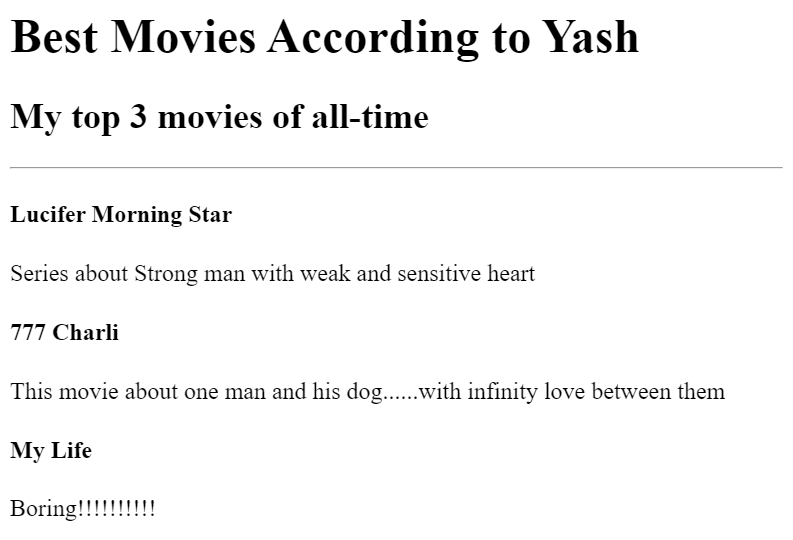 Best Movies According to Yash
My top 3 movies of all-time
Lucifer Morning Star
Series about Strong man with weak and sensitive heart
777 Charli
This movie about one man and his dog......with infinity love between them
My Life
Boring!!!!!!!!!!